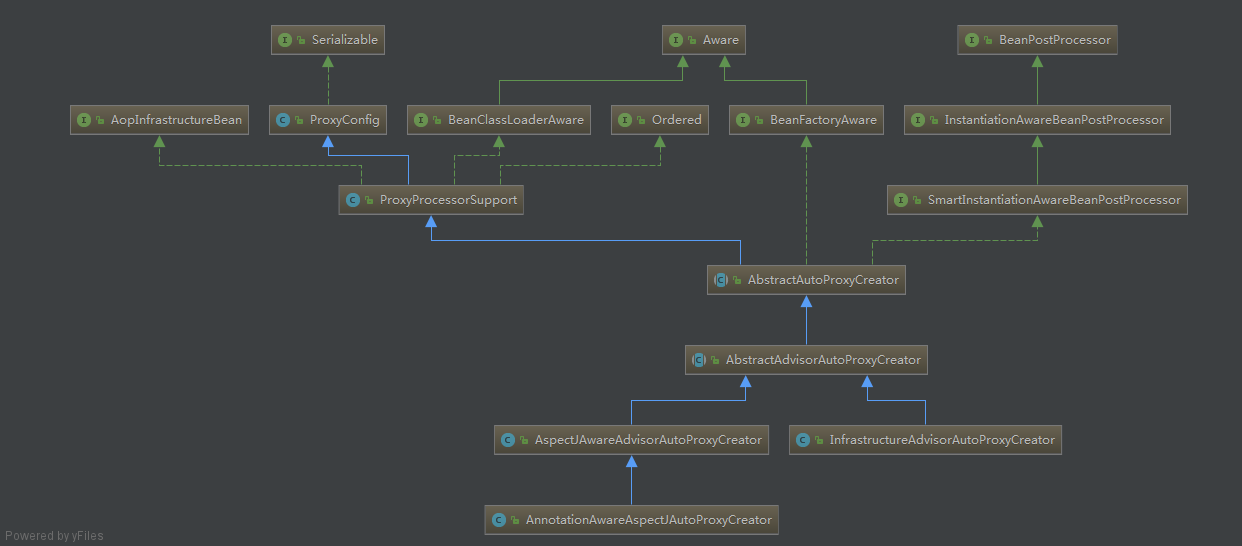 Serializable
Aware
BeanPostProcessor
AopInfrastructureBean
ProxyConfig
BeanClassLoaderAware
Ordered
BeanFactoryAware
InstantiationAwareBeanPostProcessor
ProxyProcessorSupport
SmartInstantiationAwareBeanPostProcessor
AbstractAutoProxyCreator
AbstractAdvisorAutoProxyCreator
AspectJAwareAdvisorAutoProxyCreator
InfrastructureAdvisorAutoProxyCreator
AnnotationAwareAspectJAutoProxyCreator
Powered by yFiles